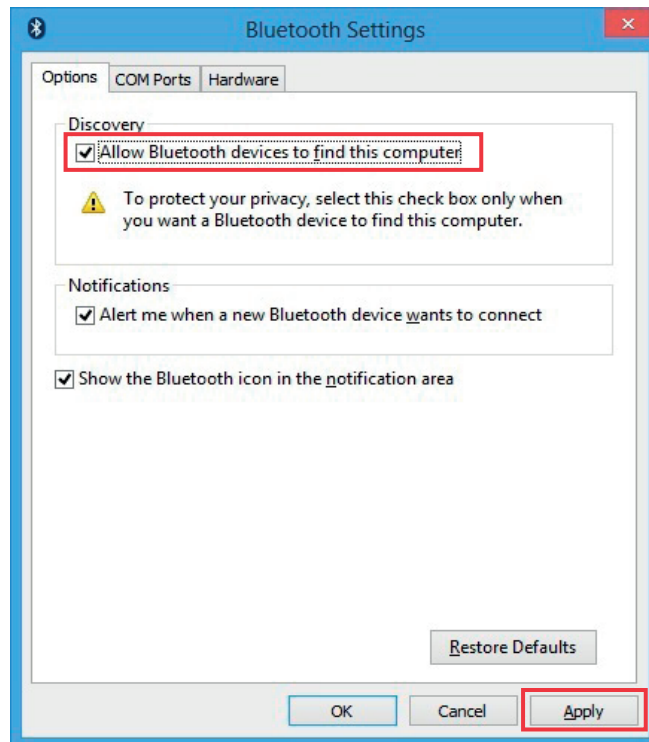 Bluetooth Settings
Options COM Ports Hardware
Discovery
Allow Bluetooth devices to find this computer
To protect your privacy, select this check box only when
you want a Bluetooth device to find this computer.
Notifications
Alert me when a new Bluetooth device wants to connect
Show the Bluetooth icon in the notification area
Restore Defaults
OK Cancel Apply